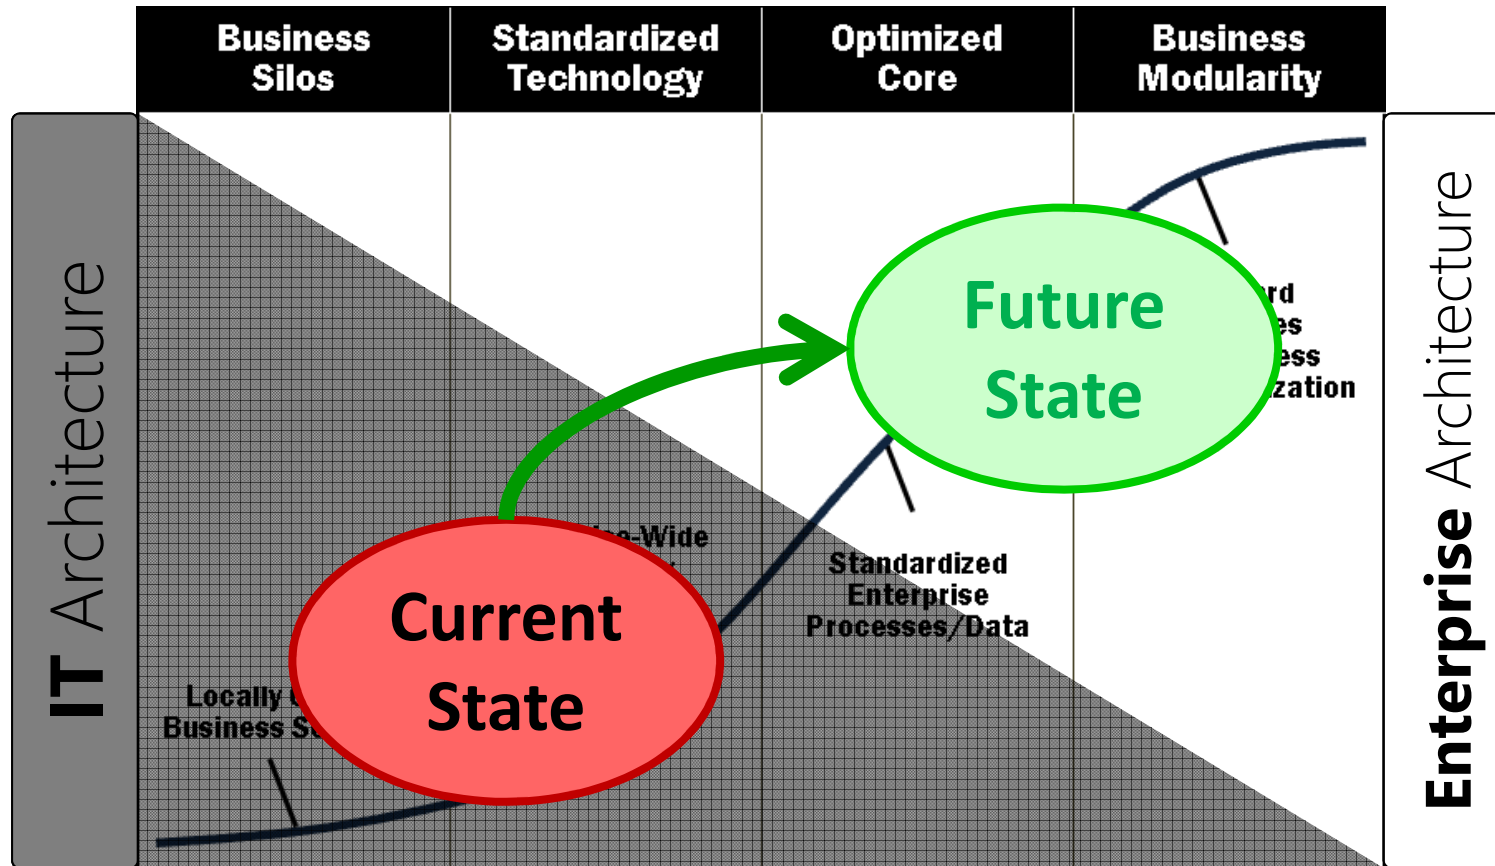 Business
Silos
Standardized
Technology
Optimized
Core
Business
Modularity
IT Architecture
Enterprise Architecture
Future
State
Current
State
Standardized
Enterprise
Processes/Data
-Wide
Locally
Business